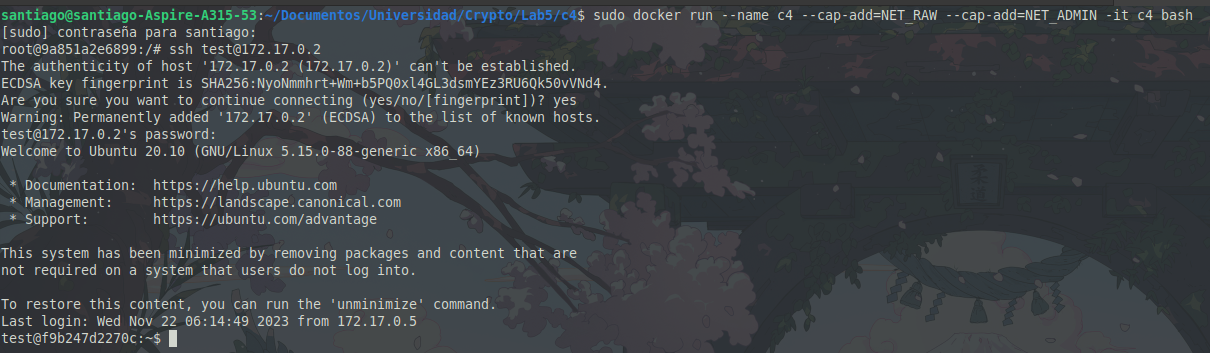 santiago@santiago-Aspire-A315-53:~/Documentos/Universidad/Crypto/Lab5/c4$ sudo docker run --name c4 --cap-add=NET_RAW --cap-add=NET_ADMIN -it c4 bash
[sudo] contraseña para santiago:
root@9a851a2e6899:/# ssh test@172.17.0.2
The authenticity of host '172.17.0.2 (172.17.0.2)' can't be established.
ECDSA key fingerprint is SHA256:NyoNmmhrt+Wm+b5PQ0xl4GL3dsmYEz3RU6Qk50vVNd4.
Are you sure you want to continue connecting (yes/no/[fingerprint])? yes
Warning: Permanently added '172.17.0.2' (ECDSA) to the list of known hosts.
test@172.17.0.2's password:
Welcome to Ubuntu 20.10 (GNU/Linux 5.15.0-88-generic x86_64)

 * Documentation:  https://help.ubuntu.com
 * Management:     https://landscape.canonical.com
 * Support:        https://ubuntu.com/advantage

This system has been minimized by removing packages and content that are
not required on a system that users do not log into.

To restore this content, you can run the 'unminimize' command.
Last login: Wed Nov 22 06:14:49 2023 from 172.17.0.5
test@f9b247d2270c:~$